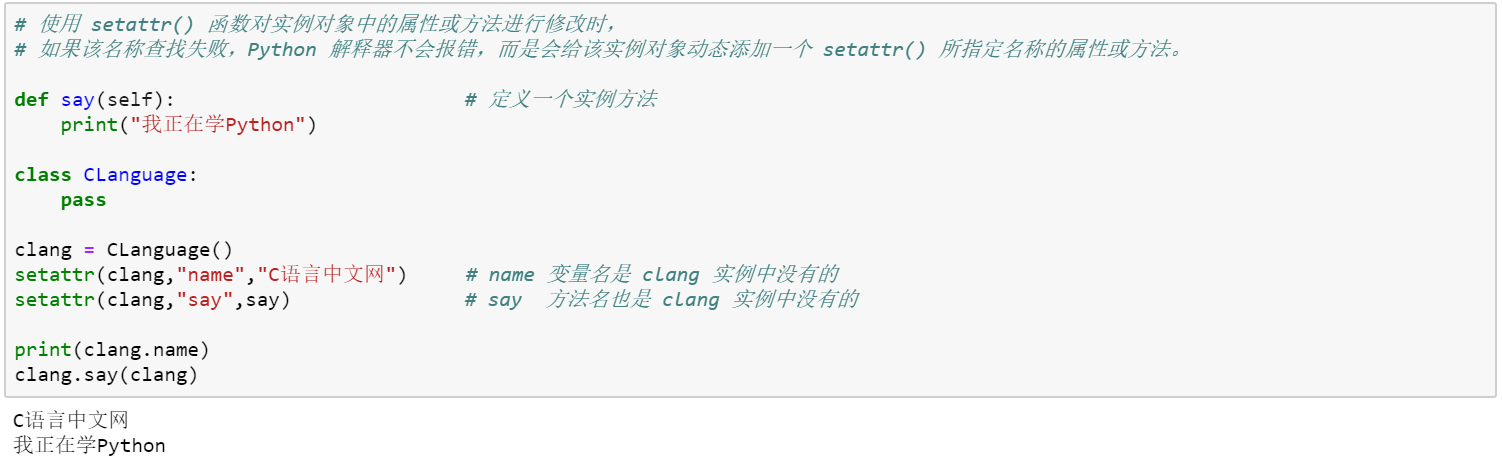 # 使用 setattr() 函数对实例对象中的属性或方法进行修改时，
# 如果该名称查找失败，Python 解释器不会报错，而是会给该实例对象动态添加一个 setattr() 所指定名称的属性或方法。
def say(self):                         # 定义一个实例方法
    print("我正在学Python")
class CLanguage:
    pass
clang = CLanguage()
setattr(clang,"name","C语言中文网")     # name 变量名是 clang 实例中没有的
setattr(clang,"say",say)               # say  方法名也是 clang 实例中没有的
print(clang.name)
clang.say(clang)
C语言中文网
我正在学Python